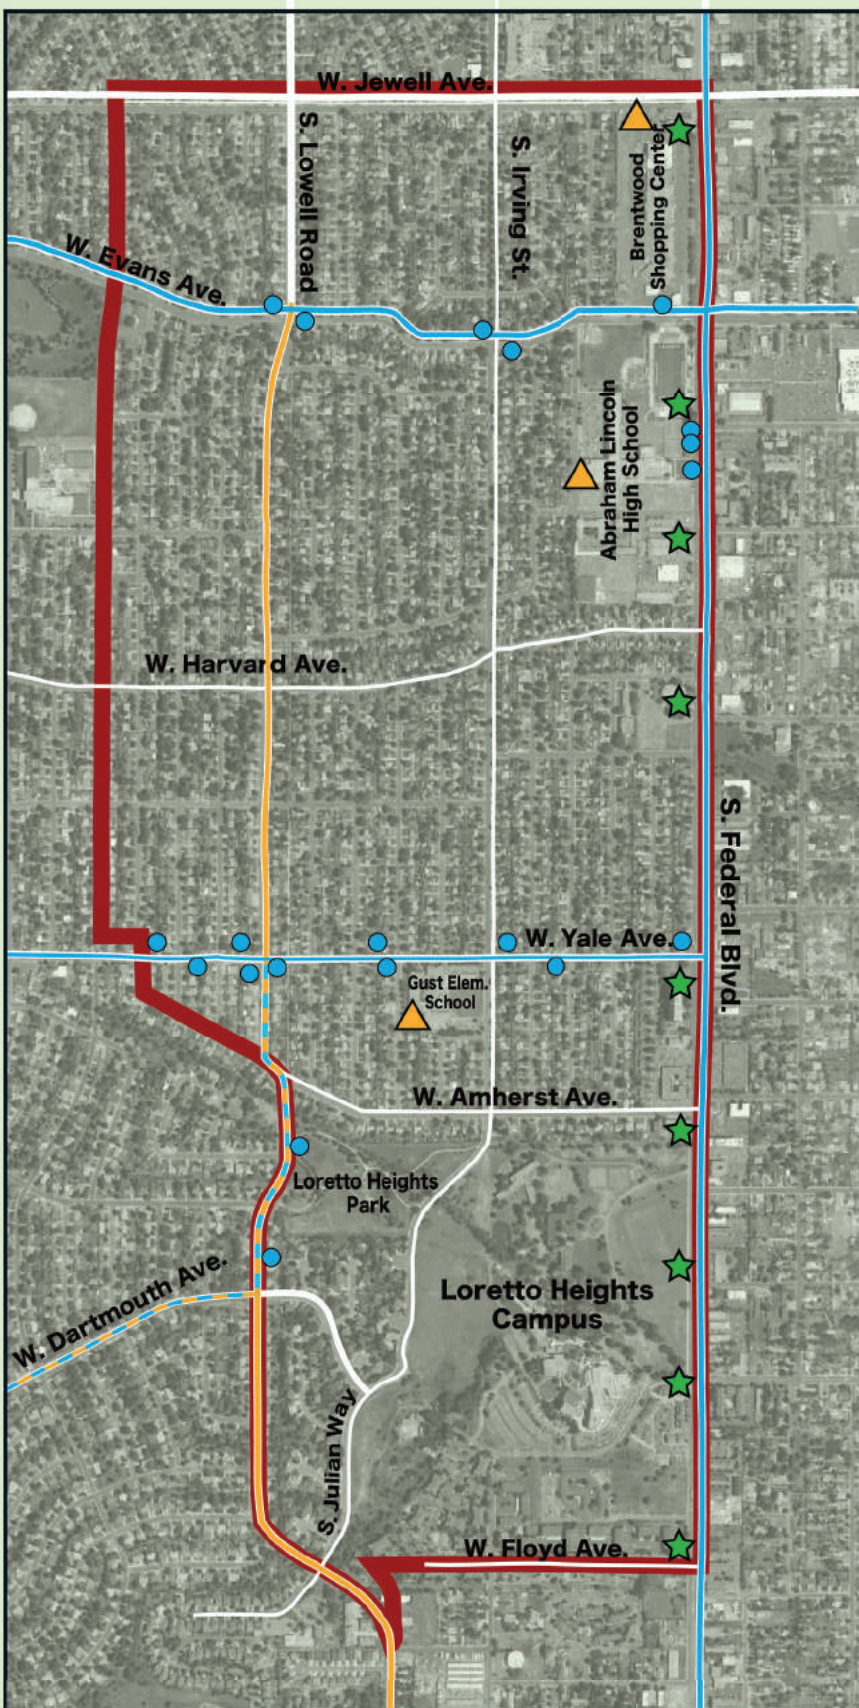 W. Jewell Ave.
S. Lowell Road
S. Irving St.
Brentwood
Shopping Center
W. Evans Ave.
Abraham Lincoln
High School
W. Harvard Ave.
S. Federal Blvd.
W. Yale Ave.
Gust Elem.
School
W. Amherst Ave.
Loretto Heights
Park
W. Dartmouth Ave.
Loretto Heights
Campus
S. Julian Way
W. Floyd Ave.